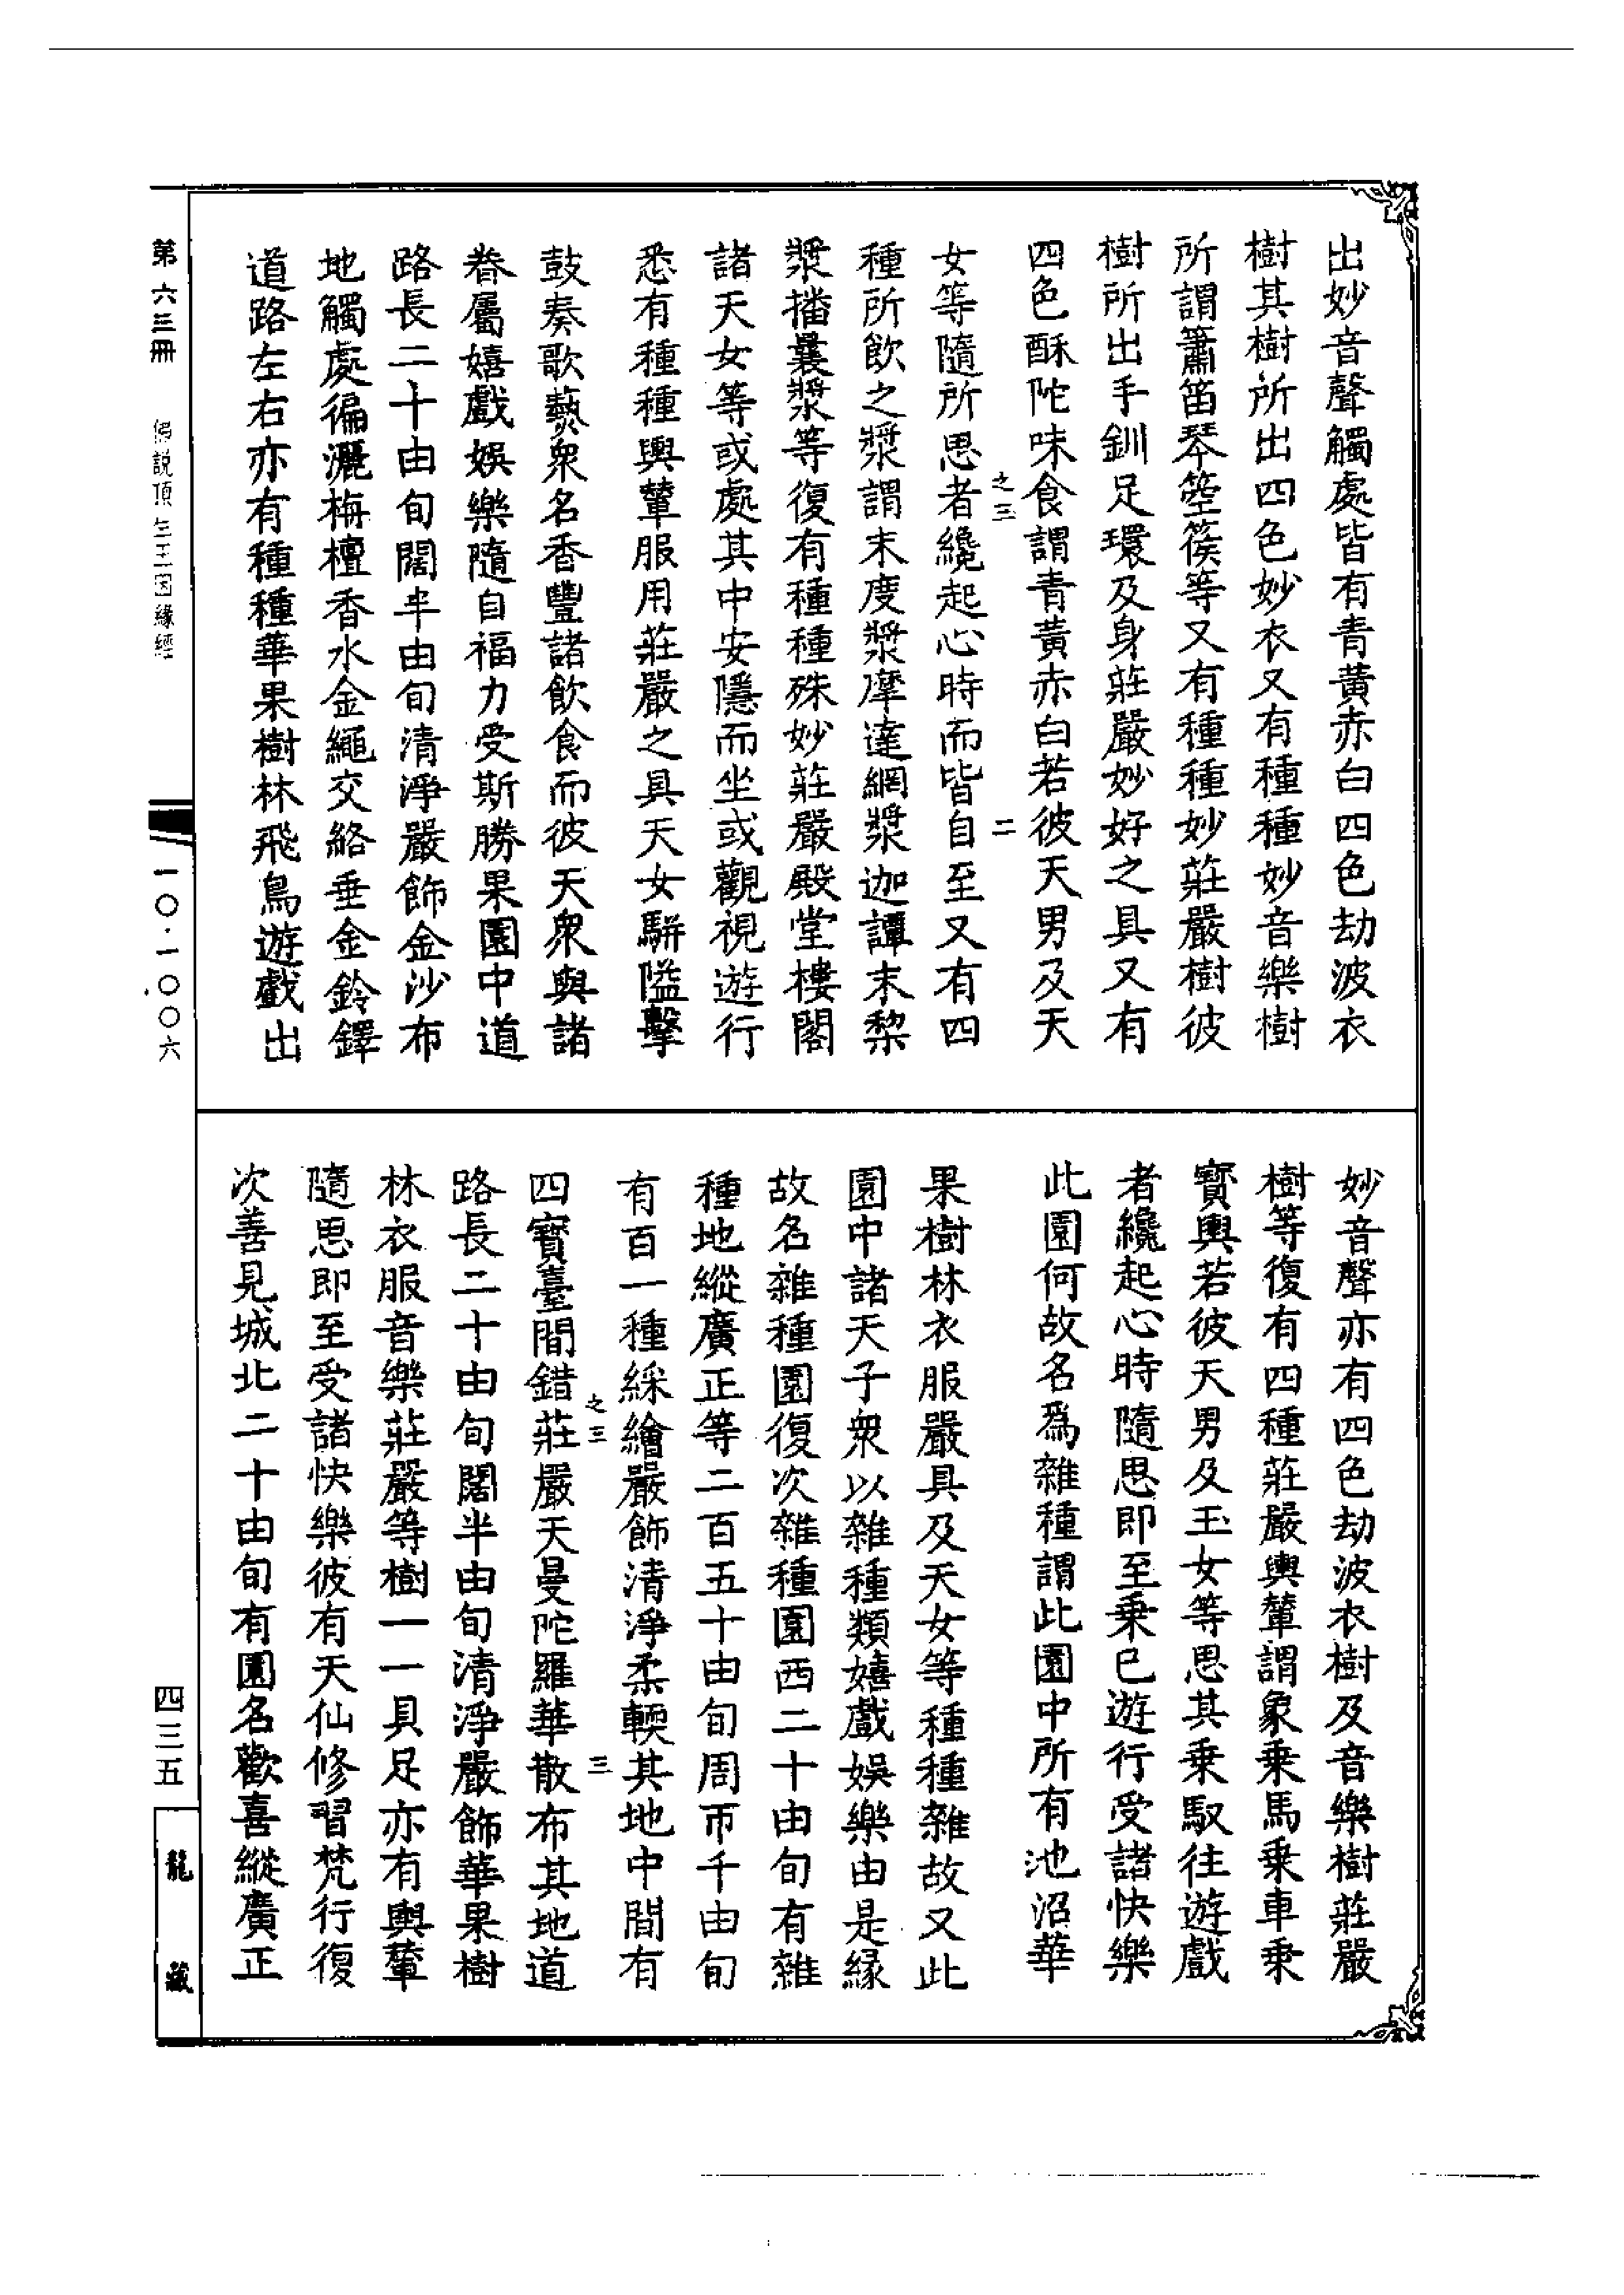 出妙音聲觸處皆有青黃赤白四色劫波衣
樹其樹所出四色妙衣又有種種妙音樂樹
所謂簫笛琴箜篌等又有種種妙莊嚴樹彼
樹所出手釧足環及身莊嚴妙好之具又有
四色酥陀味食謂青黃赤白若彼天男及天
之三 二
女等隨所思者纔起心時而皆自至又有四
種所飲之漿謂末度漿摩達網漿迦譚末梨
漿播曩漿等復有種種殊妙莊嚴殿堂樓閣
諸天女等或處其中安隱而坐或觀視遊行
悉有種種輿輦服用莊嚴之具天女駢隘擊
鼓奏歌藝衆名香豐諸飲食而彼天衆與諸
眷屬嬉戲娛樂隨自福力受斯勝果園中道
路長二十由旬闊半由旬清淨嚴飾金沙布
地觸處徧灑栴檀香水金繩交絡垂金鈴鐸
道路左右亦有種種華果樹林飛鳥遊戲出
妙音聲亦有四色劫波衣樹及音樂樹莊嚴
樹等復有四種莊嚴輿輦謂象乘馬乘車乘
寶輿若彼天男及玉女等思其乘馭往遊戲
者纔起心時隨思即至乘已遊行受諸快樂
此園何故名爲雜種謂此園中所有池沼華
果樹林衣服嚴具及天女等種種雜故又此
園中諸天子衆以雜種類嬉戲娛樂由是緣
故名雜種園復次雜種園西二十由旬有雜
種地縱廣正等二百五十由旬周帀千由旬
有百一種綵繪嚴飾清淨柔輭其地中間有
之三 三
四寶臺間錯莊嚴天曼陀羅華散布其地道
路長二十由旬闊半由旬清淨嚴飾華果樹
林衣服音樂莊嚴等樹一一具足亦有輿輦
隨思即至受諸快樂彼有天仙修習梵行復
次善見城北二十由旬有園名歡喜縱廣正
第六三冊 佛説頂生王因緣經 一〇·一〇〇六 四三五
龍藏